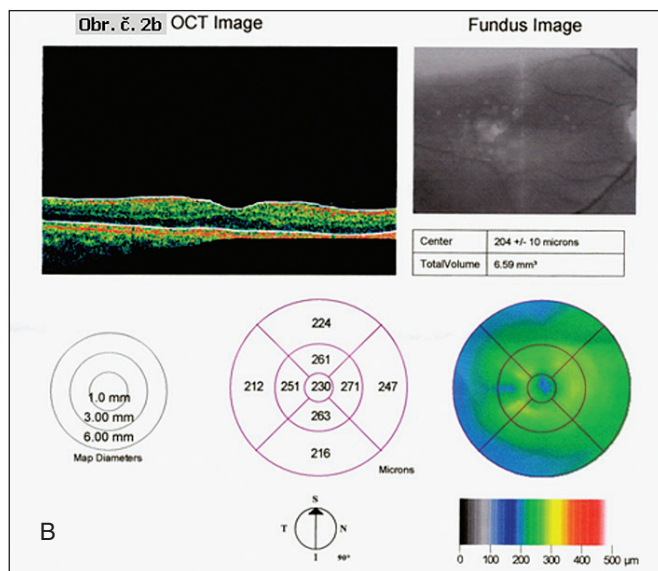 Obr. č. 2b OCT Image
Fundus Image
Center 204 +/- 10 microns
TotalVolume 6.59 mm³
1.0 mm
3.00 mm
6.00 mm
Map Diameters
224
261
212 251 230 271 247
263
216
Microns
S
T N
I 90°
B
0 100 200 300 400 500 µm